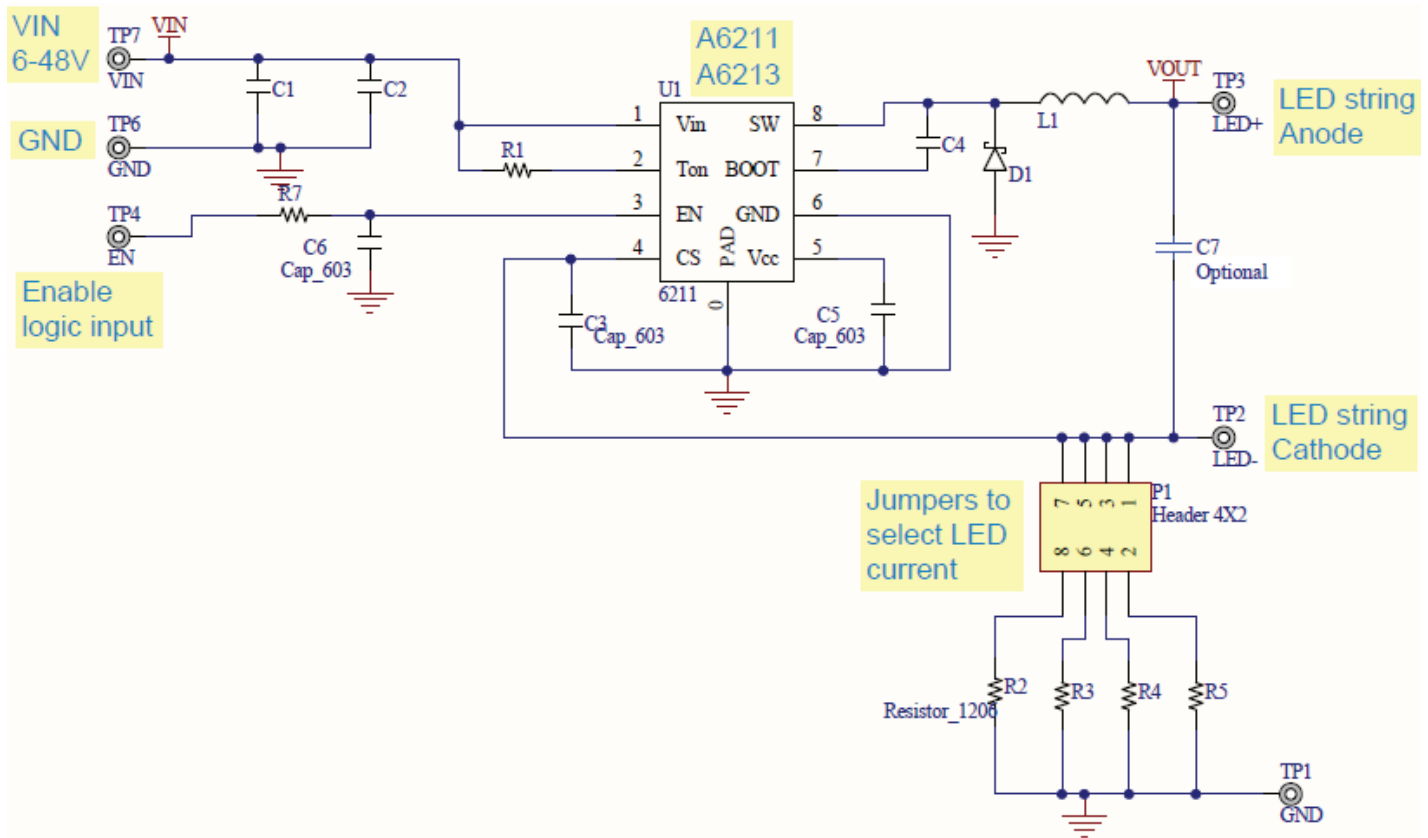 VIN
6-48V
TP7
VIN
VIN
C1
C2
TP6
GND
GND
R1
R7
TP4
EN
Enable
logic input
C6
Cap_603
A6211
A6213
U1
1
Vin
SW
8
2
Ton
BOOT
7
3
EN
GND
6
4
CS
PAD
Vcc
5
6211
0
C3
Cap_603
C5
Cap_603
C4
D1
L1
VOUT
TP3
LED+
LED string
Anode
C7
Optional
TP2
LED-
LED string
Cathode
Jumpers to
select LED
current
P1
Header 4X2
7 5 3 1
8 6 4 2
R2
R3
R4
R5
Resistor_1206
TP1
GND